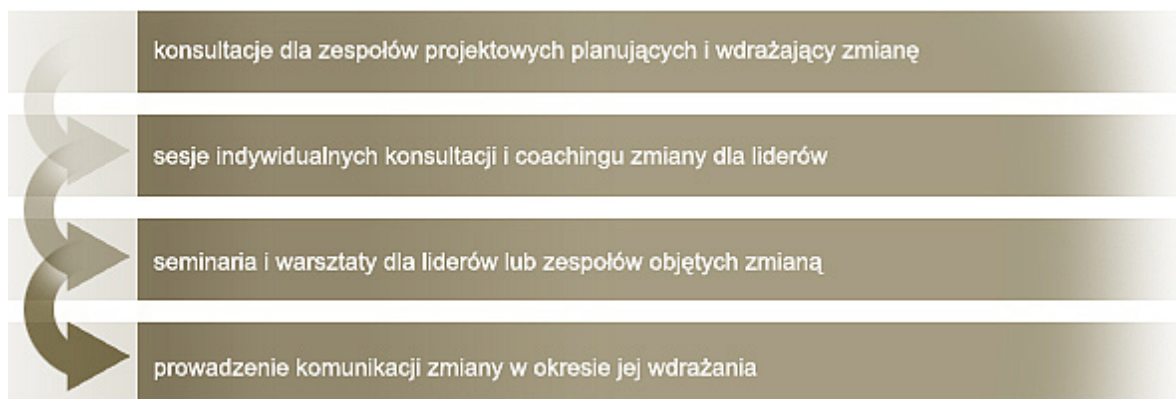 konsultacje dla zespołów projektowych planujących i wdrażający zmianę
sesje indywidualnych konsultacji i coachingu zmiany dla liderów
seminaria i warsztaty dla liderów lub zespołów objętych zmianą
prowadzenie komunikacji zmiany w okresie jej wdrażania